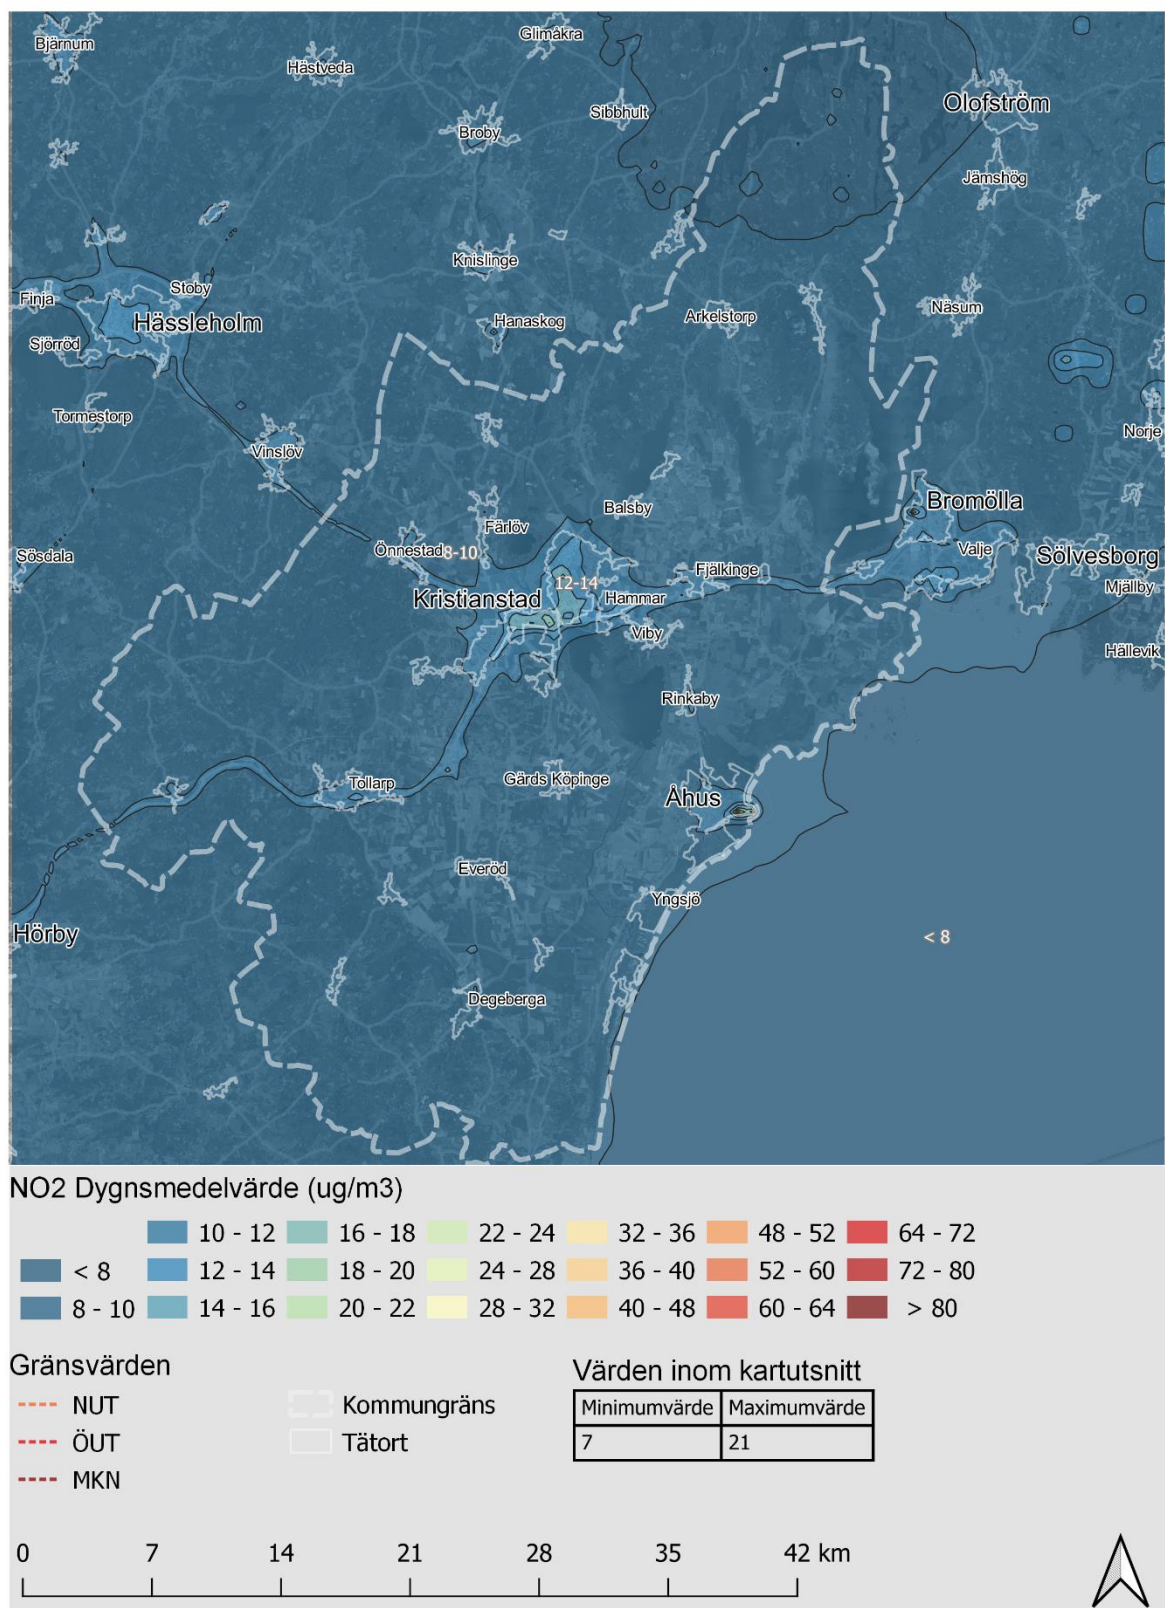 Bjärnum
Glimåkra
Hästveda
Olofström
Sibbhult
Broby
Jämshög
Knislinge
Stoby
Finja
Näsum
Hässleholm
Hanaskog
Arkelstorp
Sjörröd
Tormestorp
Norje
Vinslöv
Bromölla
Balsby
Färlöv
Önnestad
8-10
Valje
Sölvesborg
Sösdala
Fjälkinge
12-14
Mjällby
Kristianstad
Hammar
Viby
Hällevik
Rinkaby
Gärds Köpinge
Tollarp
Åhus
Everöd
Yngsjö
Hörby
< 8
Degeberga
NO2 Dygnsmedelvärde (ug/m3)
10 - 12 16 - 18 22 - 24 32 - 36 48 - 52 64 - 72
< 8 12 - 14 18 - 20 24 - 28 36 - 40 52 - 60 72 - 80
8 - 10 14 - 16 20 - 22 28 - 32 40 - 48 60 - 64 > 80
Gränsvärden
NUT
ÖUT
MKN
Kommungräns
Tätort
Värden inom kartutsnitt
Minimumvärde Maximumvärde
7 21
0 7 14 21 28 35 42 km